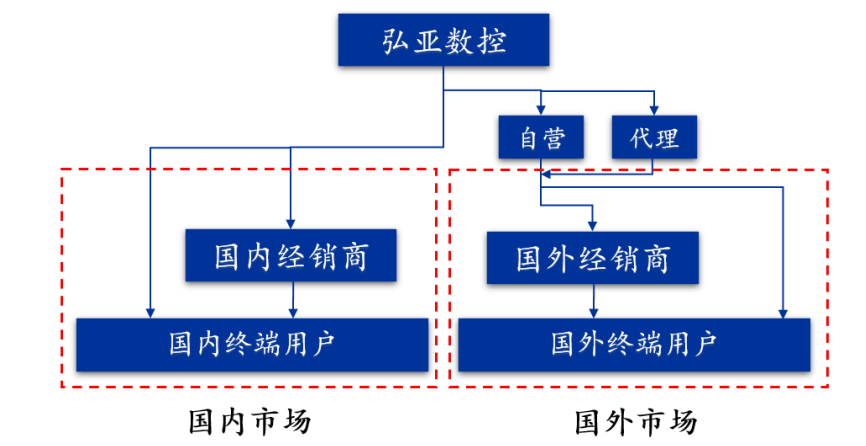 弘亚数控
自营
代理
国内经销商
国外经销商
国内终端用户
国外终端用户
国内市场
国外市场